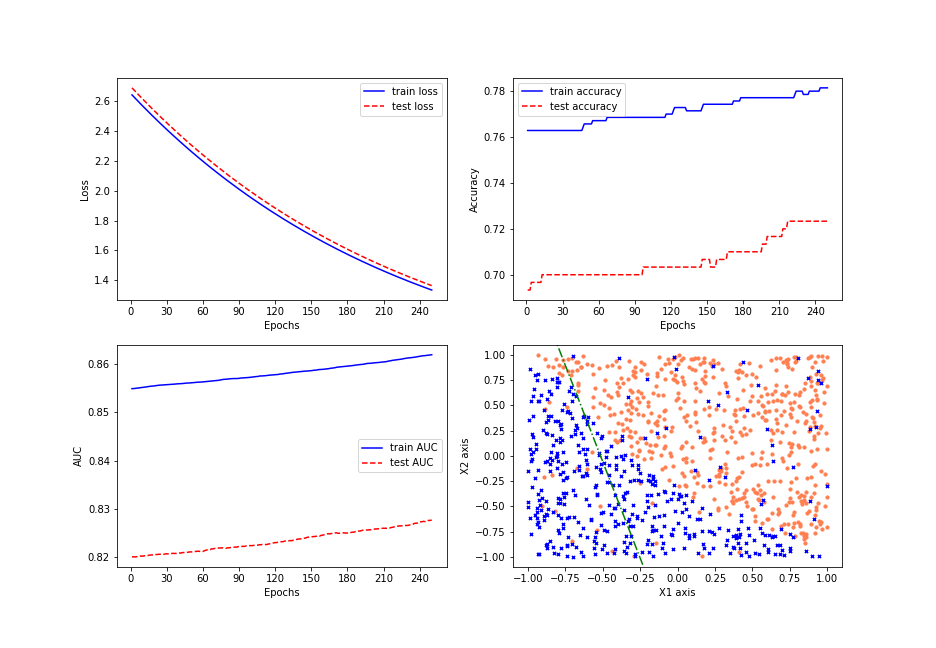 2.6
2.4
2.2
2.0
1.8
1.6
1.4
Loss
train loss
test loss
0 30 60 90 120 150 180 210 240
Epochs
0.78
0.76
0.74
0.72
0.70
Accuracy
train accuracy
test accuracy
0 30 60 90 120 150 180 210 240
Epochs
0.86
0.85
0.84
0.83
0.82
AUC
train AUC
test AUC
0 30 60 90 120 150 180 210 240
Epochs
1.00
0.75
0.50
0.25
0.00
−0.25
−0.50
−0.75
−1.00
X2 axis
−1.00 −0.75 −0.50 −0.25 0.00 0.25 0.50 0.75 1.00
X1 axis